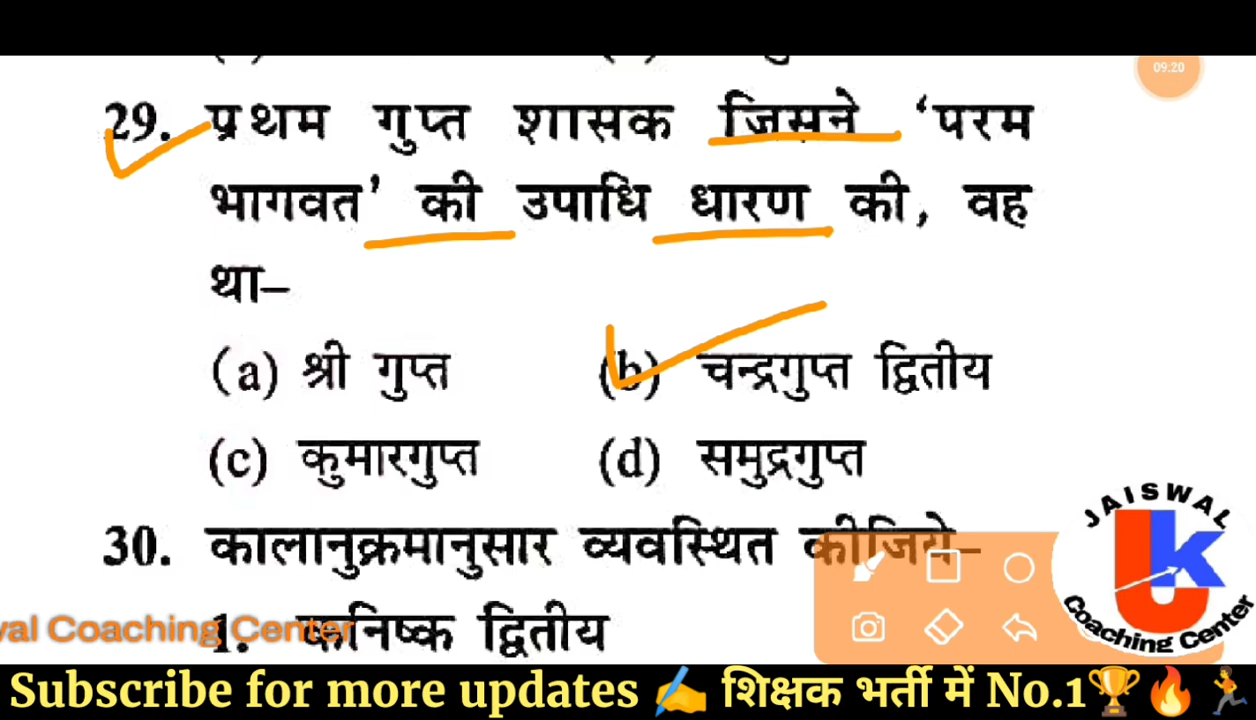 09:20
29. प्रथम गुप्त शासक जिसने ‘परम
भागवत’ की उपाधि धारण की, वह
था–
(a) श्री गुप्त (b) चन्द्रगुप्त द्वितीय
(c) कुमारगुप्त (d) समुद्रगुप्त
30. कालानुक्रमानुसार व्यवस्थित कीजिये–
1. कनिष्क द्वितीय
Coaching Center
JAISWAL
JK
Coaching Center
Subscribe for more updates ✍️ शिक्षक भर्ती में No.1🏆🔥🏃